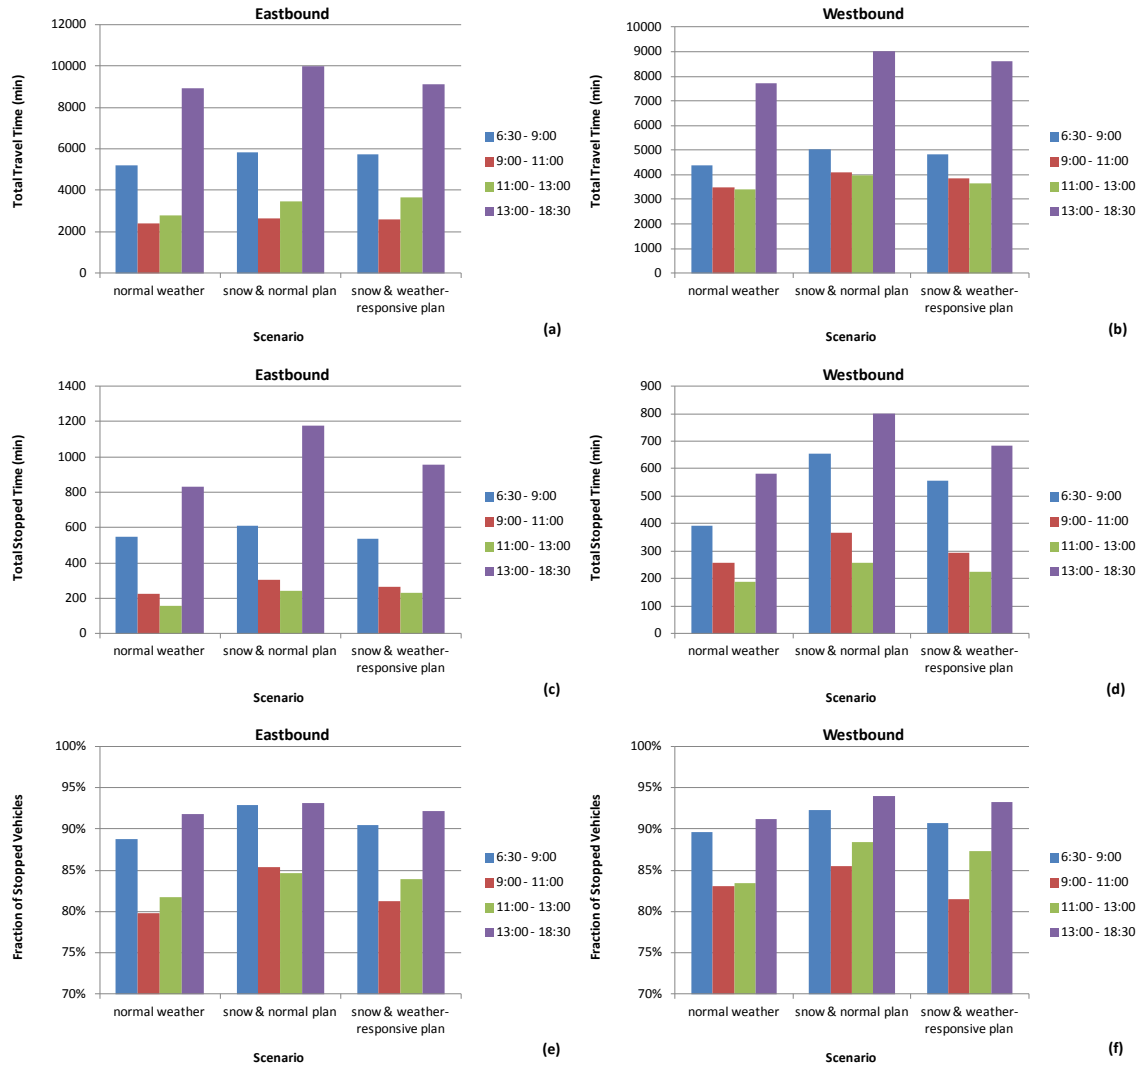 Eastbound
12000
10000
8000
6000
4000
2000
0
Total Travel Time (min)
normal weather
snow & normal plan
snow & weather-
responsive plan
Scenario
6:30 - 9:00
9:00 - 11:00
11:00 - 13:00
13:00 - 18:30
(a)
Westbound
10000
9000
8000
7000
6000
5000
4000
3000
2000
1000
0
Total Travel Time (min)
normal weather
snow & normal plan
snow & weather-
responsive plan
Scenario
6:30 - 9:00
9:00 - 11:00
11:00 - 13:00
13:00 - 18:30
(b)
Eastbound
1400
1200
1000
800
600
400
200
0
Total Stopped Time (min)
normal weather
snow & normal plan
snow & weather-
responsive plan
Scenario
6:30 - 9:00
9:00 - 11:00
11:00 - 13:00
13:00 - 18:30
(c)
Westbound
900
800
700
600
500
400
300
200
100
0
Total Stopped Time (min)
normal weather
snow & normal plan
snow & weather-
responsive plan
Scenario
6:30 - 9:00
9:00 - 11:00
11:00 - 13:00
13:00 - 18:30
(d)
Eastbound
100%
95%
90%
85%
80%
75%
70%
Fraction of Stopped Vehicles
normal weather
snow & normal plan
snow & weather-
responsive plan
Scenario
6:30 - 9:00
9:00 - 11:00
11:00 - 13:00
13:00 - 18:30
(e)
Westbound
100%
95%
90%
85%
80%
75%
70%
Fraction of Stopped Vehicles
normal weather
snow & normal plan
snow & weather-
responsive plan
Scenario
6:30 - 9:00
9:00 - 11:00
11:00 - 13:00
13:00 - 18:30
(f)